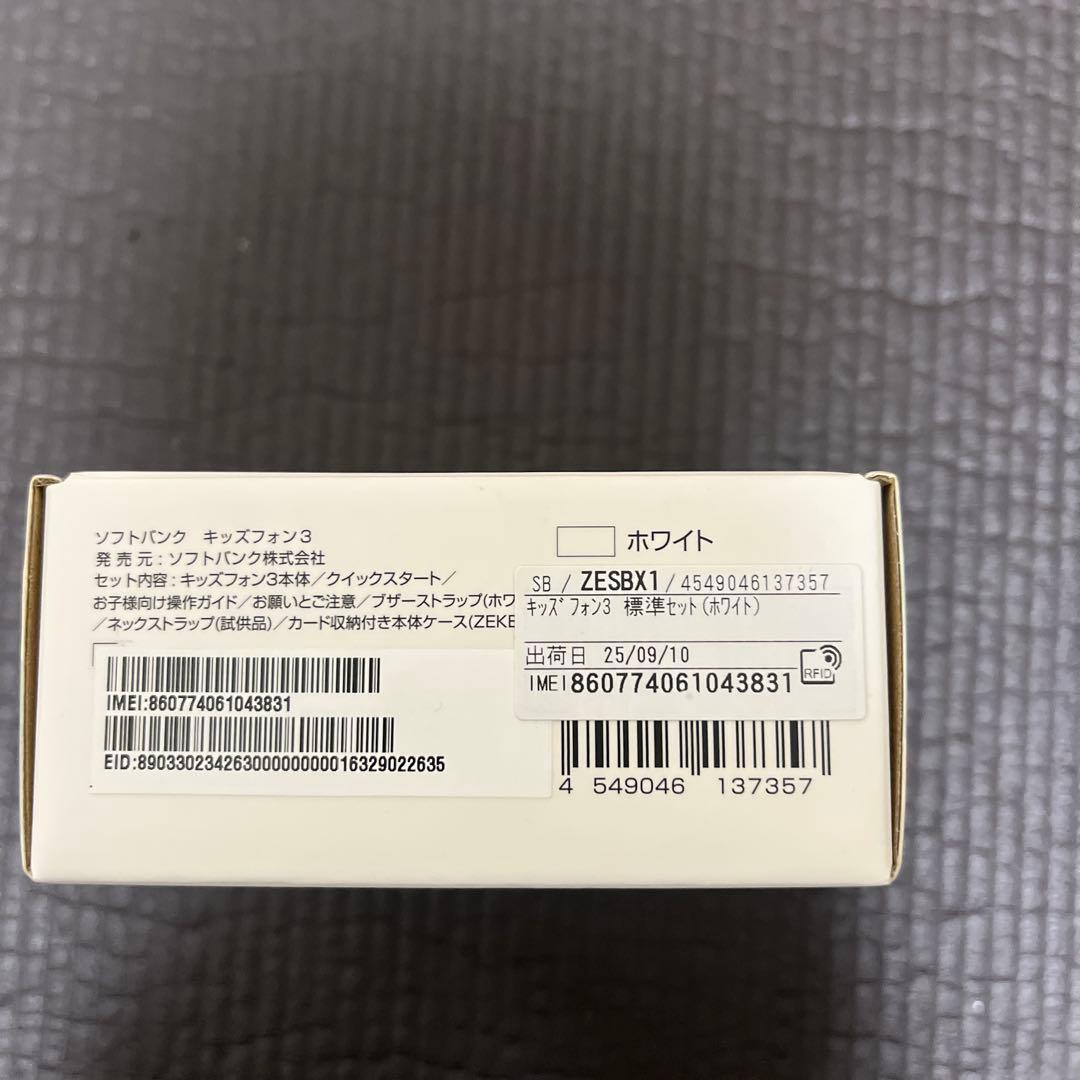 ソフトバンク キッズフォン3
発売元:ソフトバンク株式会社
セット内容:キッズフォン3本体/クイックスタート/
お子様向け操作ガイド/お願いとご注意/ブザーストラップ(ホワ
/ネックストラップ(試供品)/カード収納付き本体ケース(ZEKE
IMEI:860774061043831
EID:89033023426300000000016329022635
ホワイト
SB / ZESBX1 / 4549046137357
キッズフォン3 標準セット(ホワイト)
出荷日 25/09/10
IMEI 860774061043831
RFID
4 549046 137357